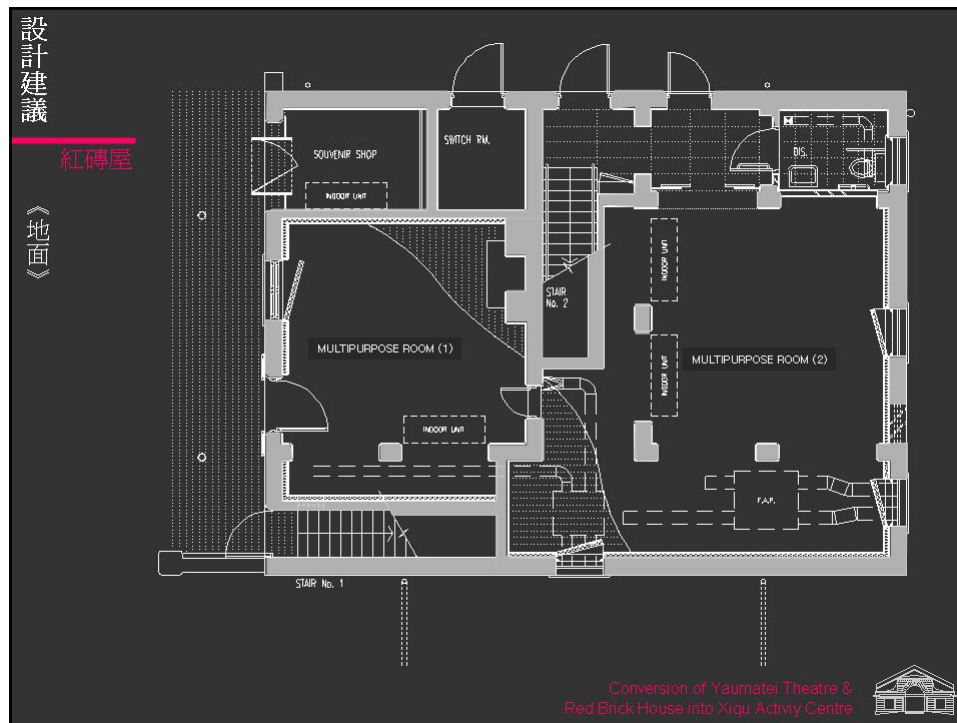 設計建議
紅磚屋
《地面》
SOUVENIR SHOP
INDOOR UNIT
SWITCH RM.
DIS.
STAIR
No. 2
INDOOR UNIT
INDOOR UNIT
MULTIPURPOSE ROOM (1)
MULTIPURPOSE ROOM (2)
INDOOR UNIT
F.A.P.
STAIR No. 1
Conversion of Yaumatei Theatre &
Red Brick House into Xiqu Activiy Centre